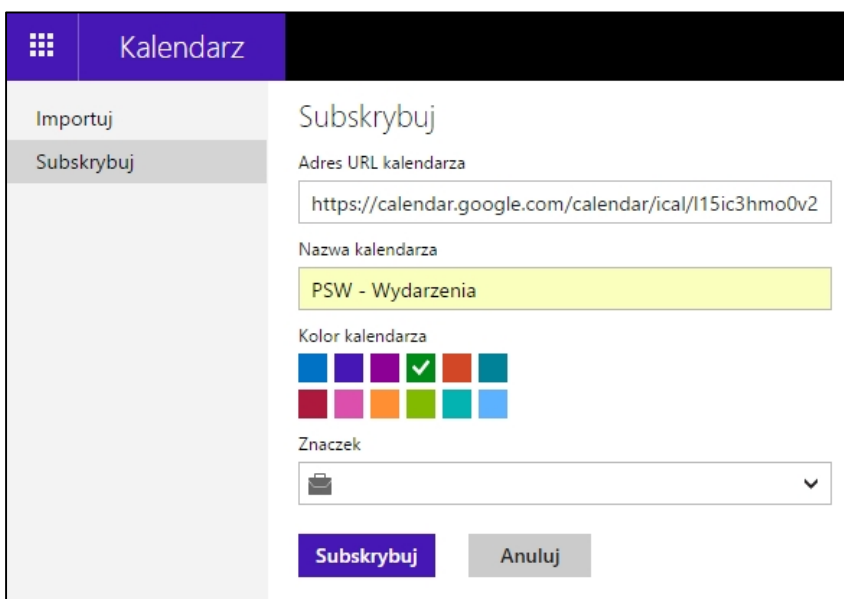 Kalendarz
Importuj
Subskrybuj
Subskrybuj
Adres URL kalendarza
https://calendar.google.com/calendar/ical/l15ic3hmo0v2
Nazwa kalendarza
PSW - Wydarzenia
Kolor kalendarza
Znaczek
Subskrybuj Anuluj